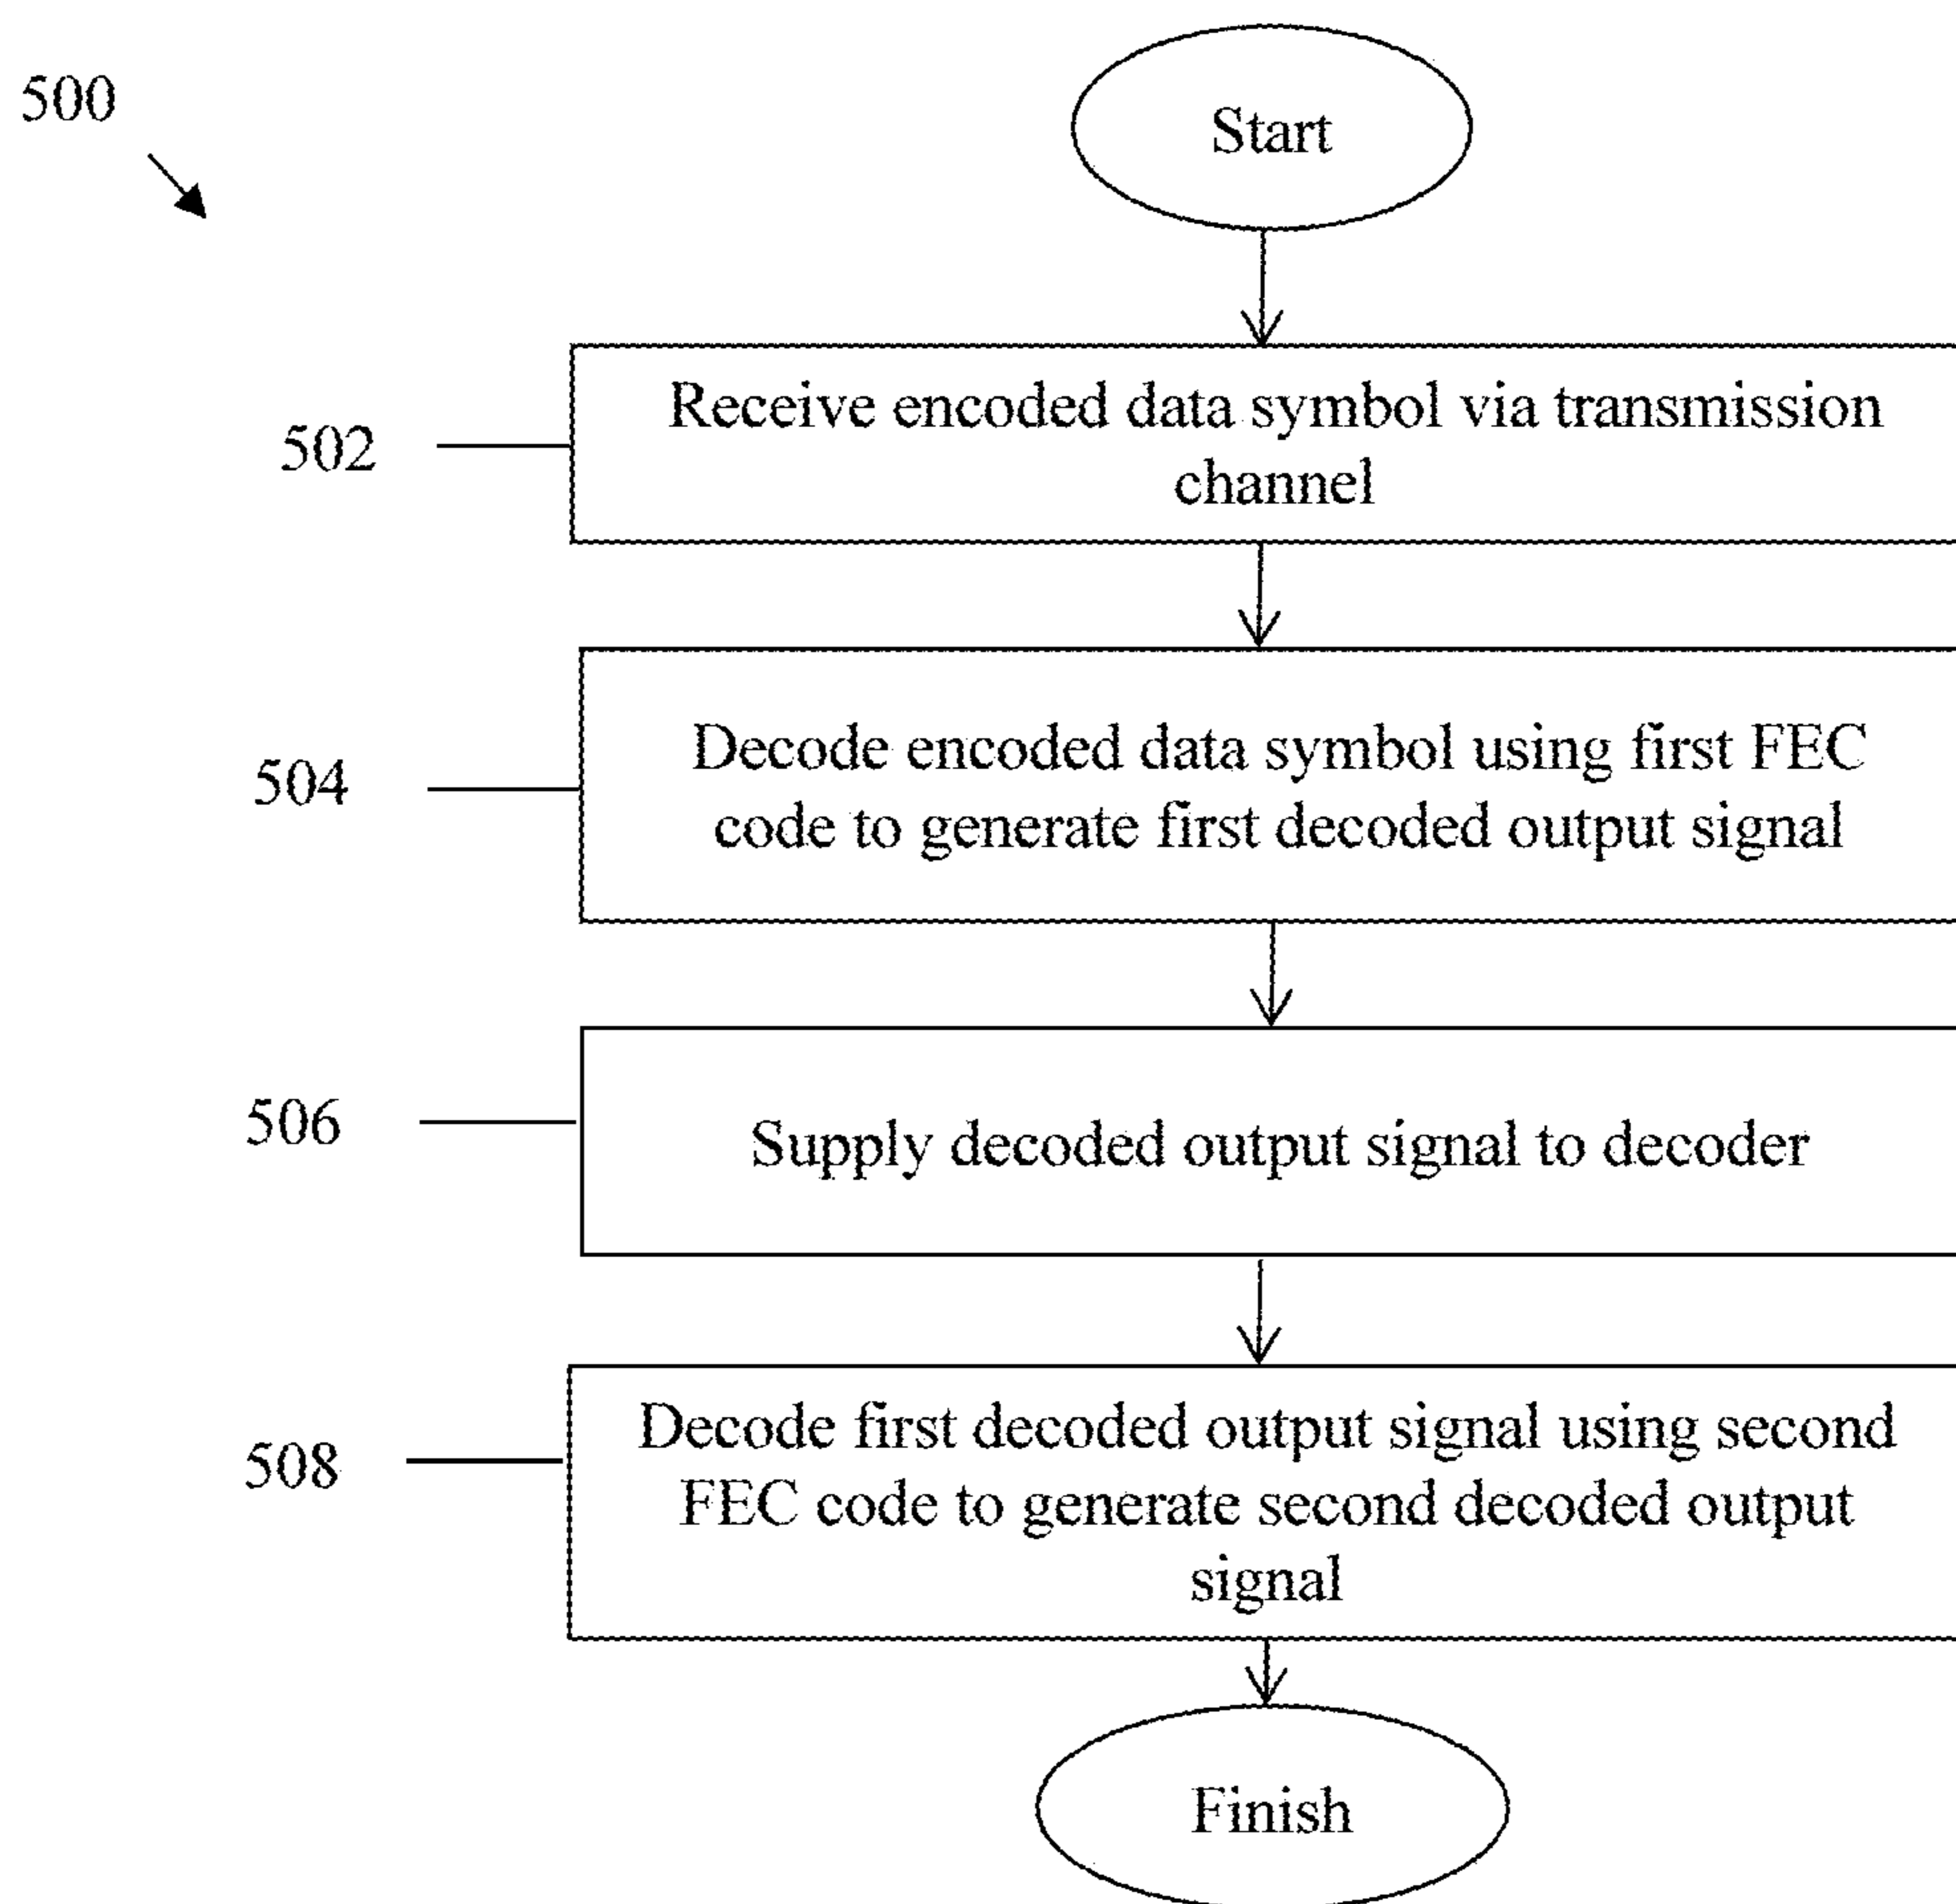 500
Start
502
Receive encoded data symbol via transmission
channel
504
Decode encoded data symbol using first FEC
code to generate first decoded output signal
506
Supply decoded output signal to decoder
508
Decode first decoded output signal using second
FEC code to generate second decoded output
signal
Finish